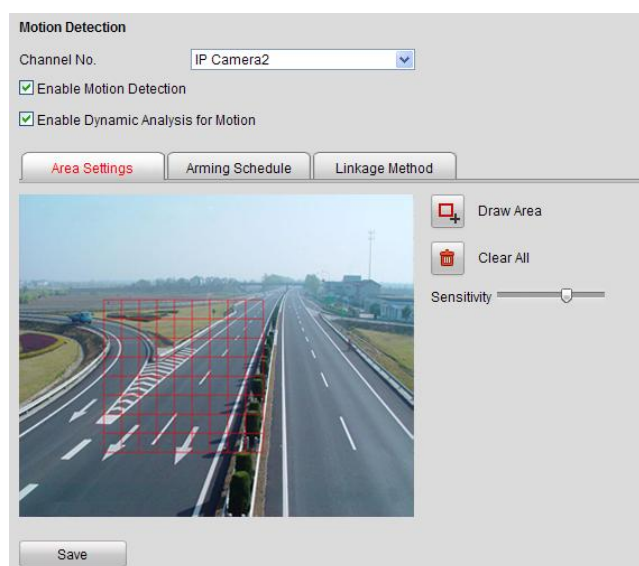 Motion Detection
Channel No. IP Camera2
Enable Motion Detection
Enable Dynamic Analysis for Motion
Area Settings Arming Schedule Linkage Method
Draw Area
Clear All
Sensitivity
Save